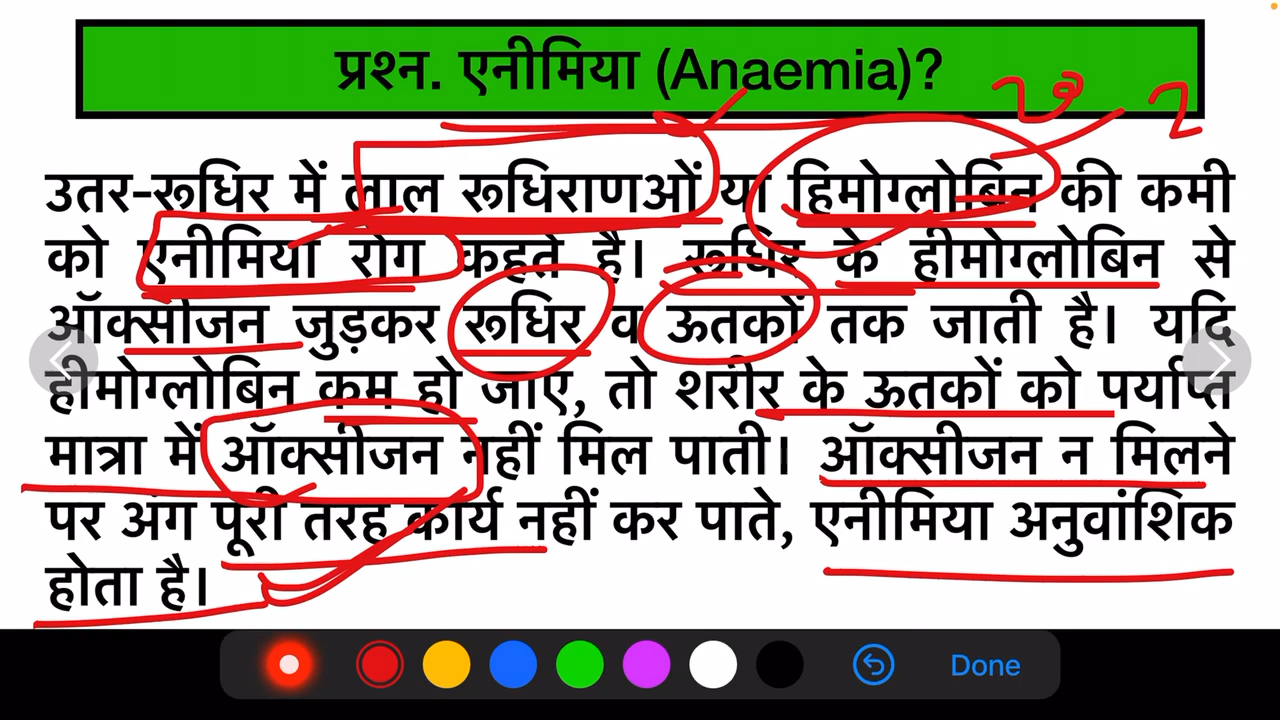 प्रश्न. एनीमिया (Anaemia)?
उतर-रूधिर में लाल रूधिराणओं या हिमोग्लोबिन की कमी
को एनीमिया रोग कहते है। रूधिर के हीमोग्लोबिन से
ऑक्सीजन जुड़कर रूधिर व ऊतकों तक जाती है। यदि
हीमोग्लोबिन कम हो जाए, तो शरीर के ऊतकों को पर्याप्त
मात्रा में ऑक्सीजन नहीं मिल पाती। ऑक्सीजन न मिलने
पर अंग पूरी तरह कार्य नहीं कर पाते, एनीमिया अनुवांशिक
होता है।
Done